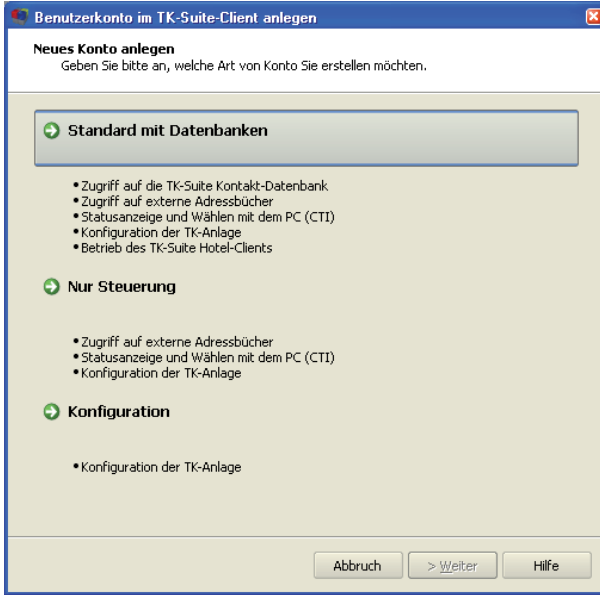 Benutzerkonto im TK-Suite-Client anlegen
Neues Konto anlegen
Geben Sie bitte an, welche Art von Konto Sie erstellen möchten.
Standard mit Datenbanken
• Zugriff auf die TK-Suite Kontakt-Datenbank
• Zugriff auf externe Adressbücher
• Statusanzeige und Wählen mit dem PC (CTI)
• Konfiguration der TK-Anlage
• Betrieb des TK-Suite Hotel-Clients
Nur Steuerung
• Zugriff auf externe Adressbücher
• Statusanzeige und Wählen mit dem PC (CTI)
• Konfiguration der TK-Anlage
Konfiguration
• Konfiguration der TK-Anlage
Abbruch > Weiter Hilfe